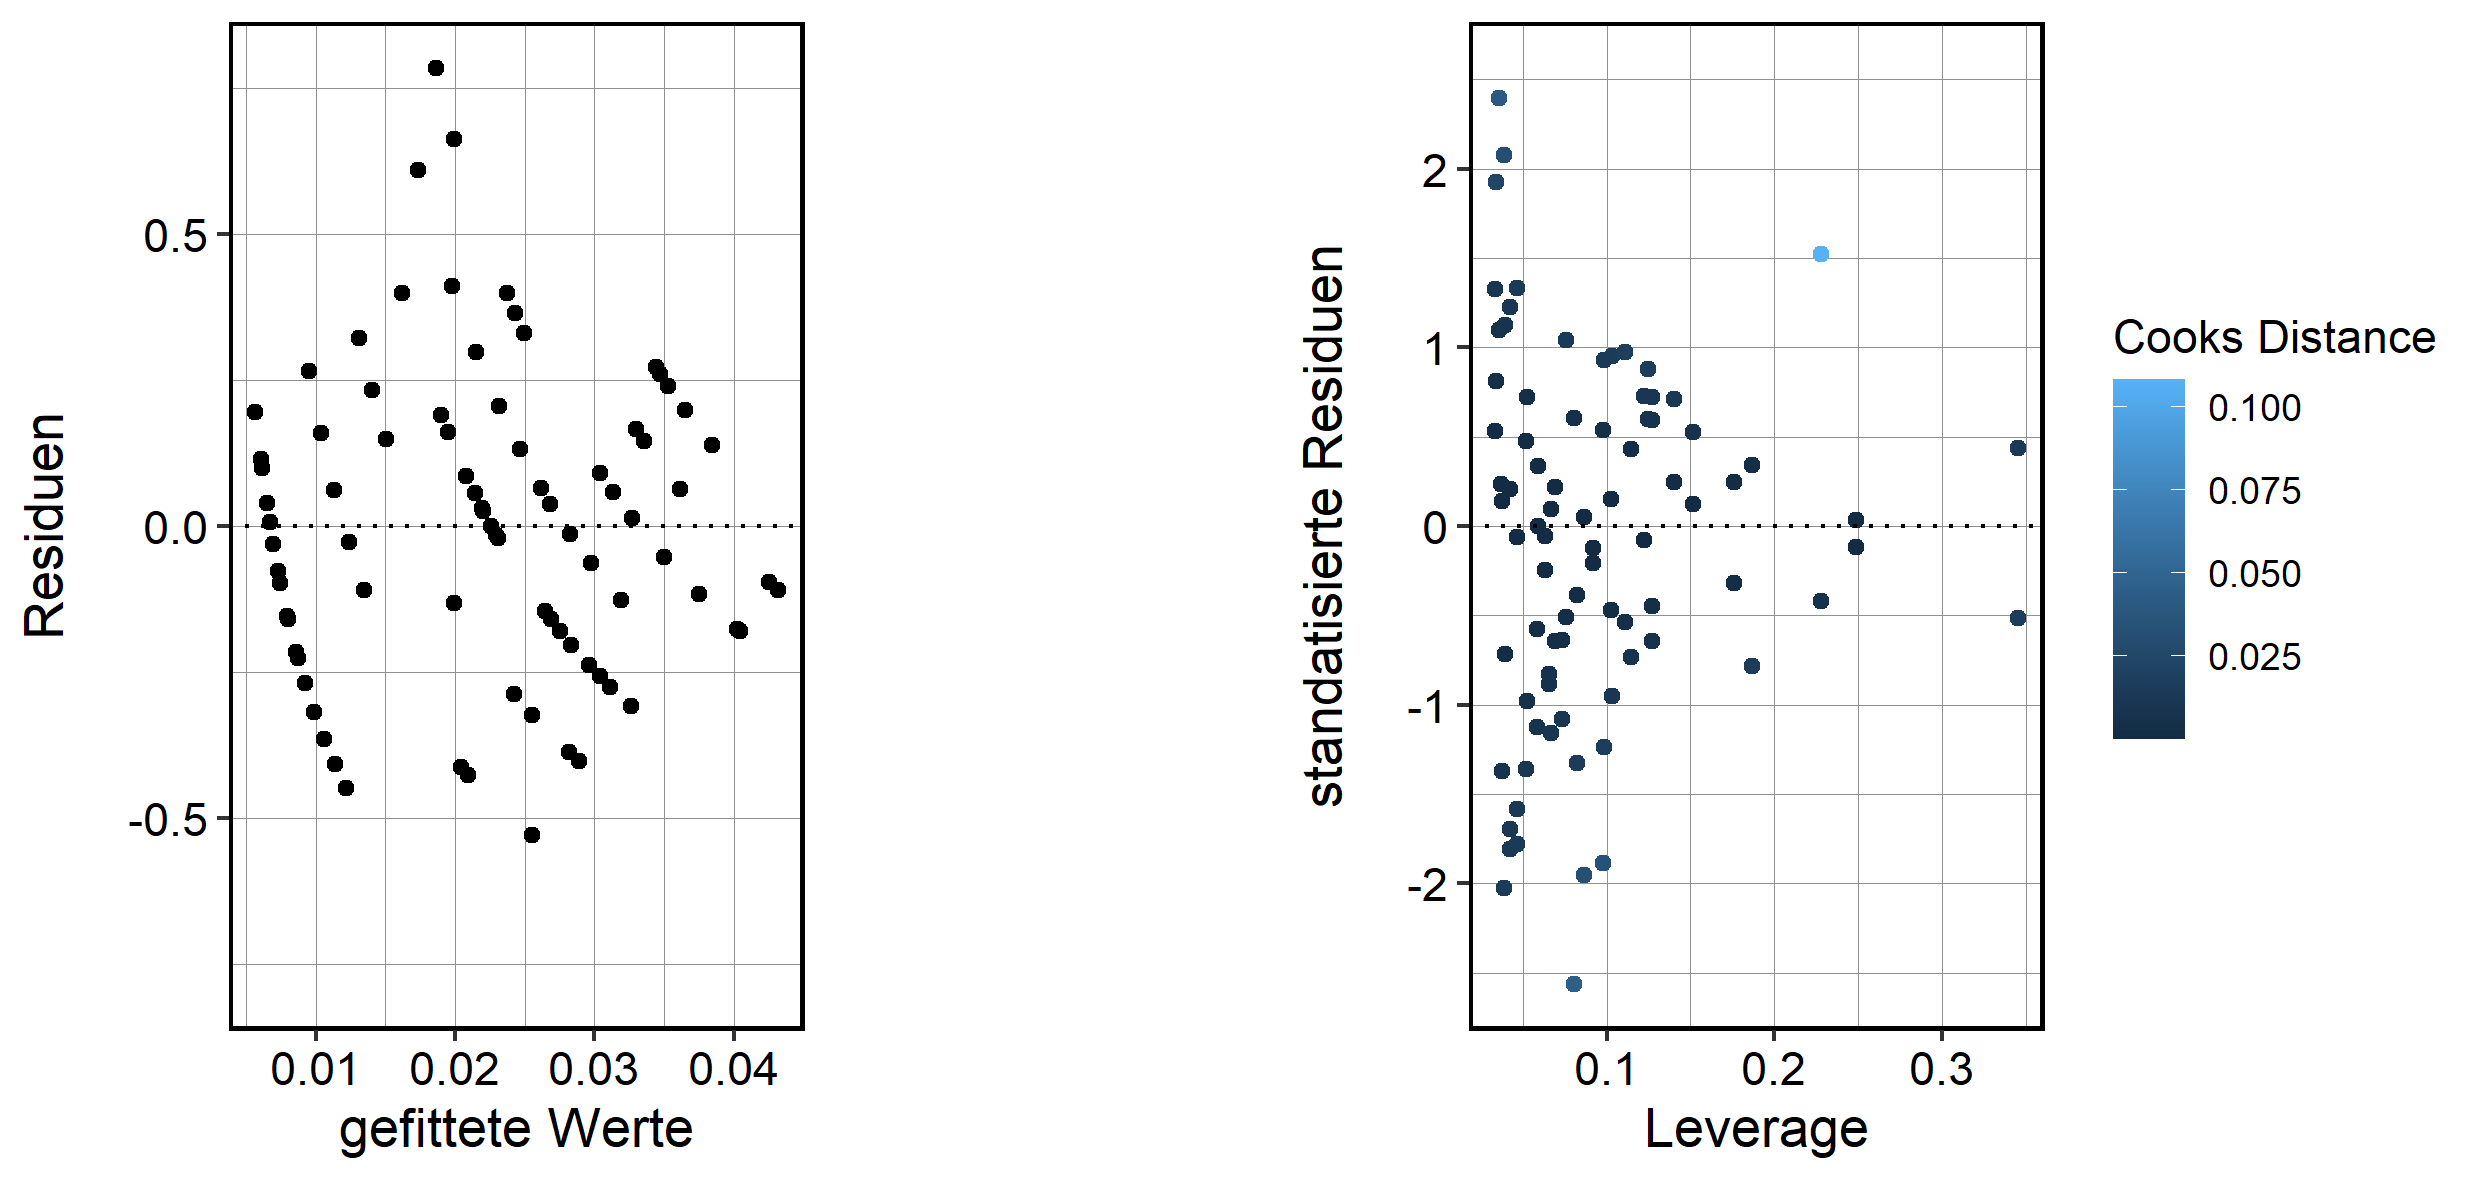 Residuen
0.5
0.0
-0.5
0.01 0.02 0.03 0.04
gefittete Werte
standatisierte Residuen
2
1
0
-1
-2
0.1 0.2 0.3
Leverage
Cooks Distance
0.100
0.075
0.050
0.025